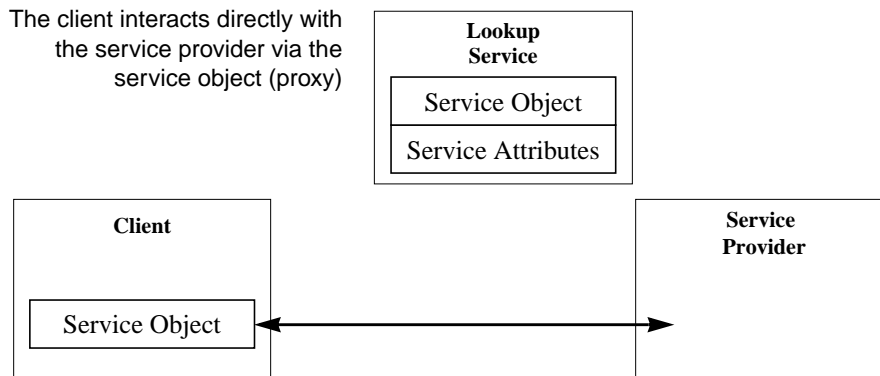 The client interacts directly with
the service provider via the
service object (proxy)
Lookup
Service
Service Object
Service Attributes
Client
Service Object
Service
Provider